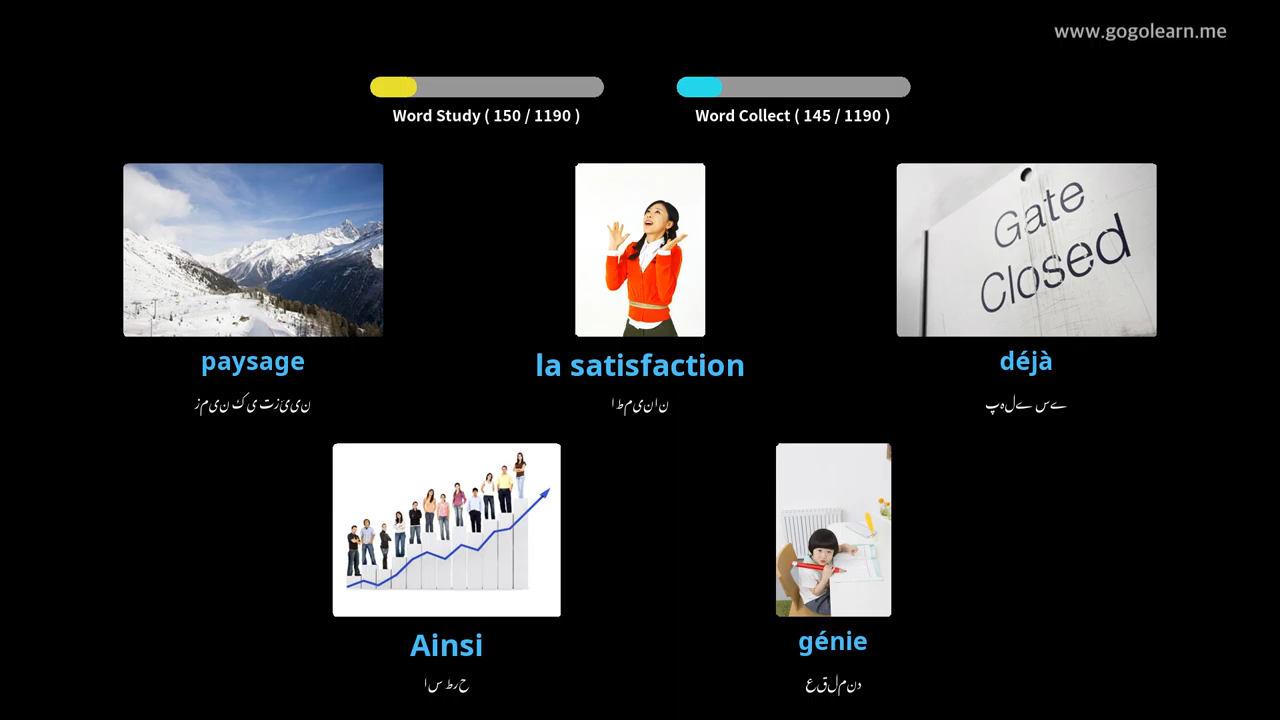 www.gogolearn.me
Word Study ( 150 / 1190 )
Word Collect ( 145 / 1190 )
paysage
زمین کی تزئین
la satisfaction
اطمینان
déjà
پہلے سے
Gate
Closed
Ainsi
اس طرح
génie
عقلمند